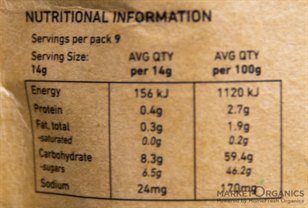 NUTRITIONAL INFORMATION
Servings per pack 9
Serving Size: AVG QTY AVG QTY
14g per 14g per 100g
Energy 156 kJ 1120 kJ
Protein 0.4g 2.7g
Fat, total 0.3g 1.9g
-saturated 0.0g 0.2g
Carbohydrate 8.3g 59.4g
-sugars 6.5g 46.2g
Sodium 24mg 170mg
MARKET ORGANICS
Powered by HomeFresh Organics